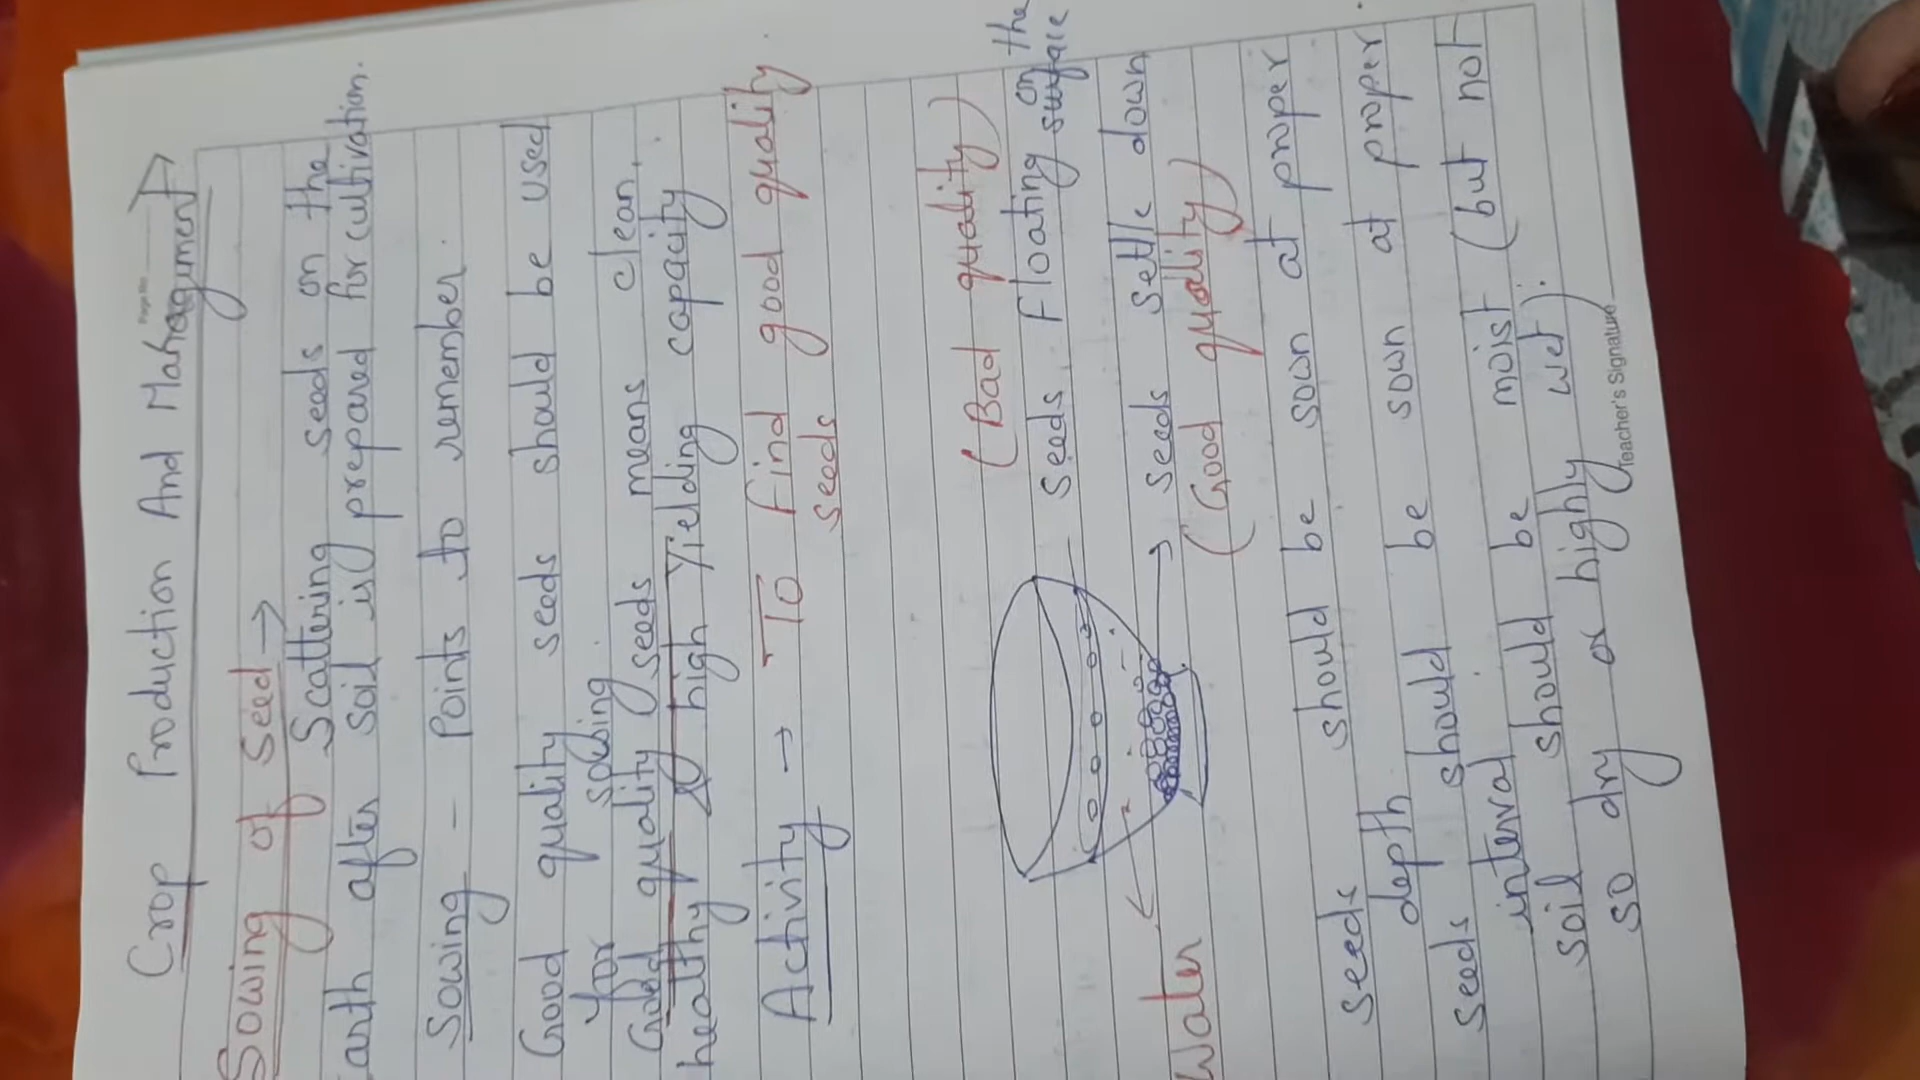 Page No.
Crop Production And Management →
Sowing of Seed →
Scattering seeds on the
earth after soil is prepared for cultivation.
Sowing - Points to remember.
Good quality seeds should be used
for sowing.
Good quality seeds means clean,
healthy & high Yielding capacity
Activity → To find good quality
seeds
(Bad quality)
seeds floating on the
surface
→ seeds settle down
(Good quality)
Water
Seeds should be sown at proper
depth
Seeds should be sown at proper
interval
Soil should be moist (but not
so dry or highly wet).
Teacher's Signature